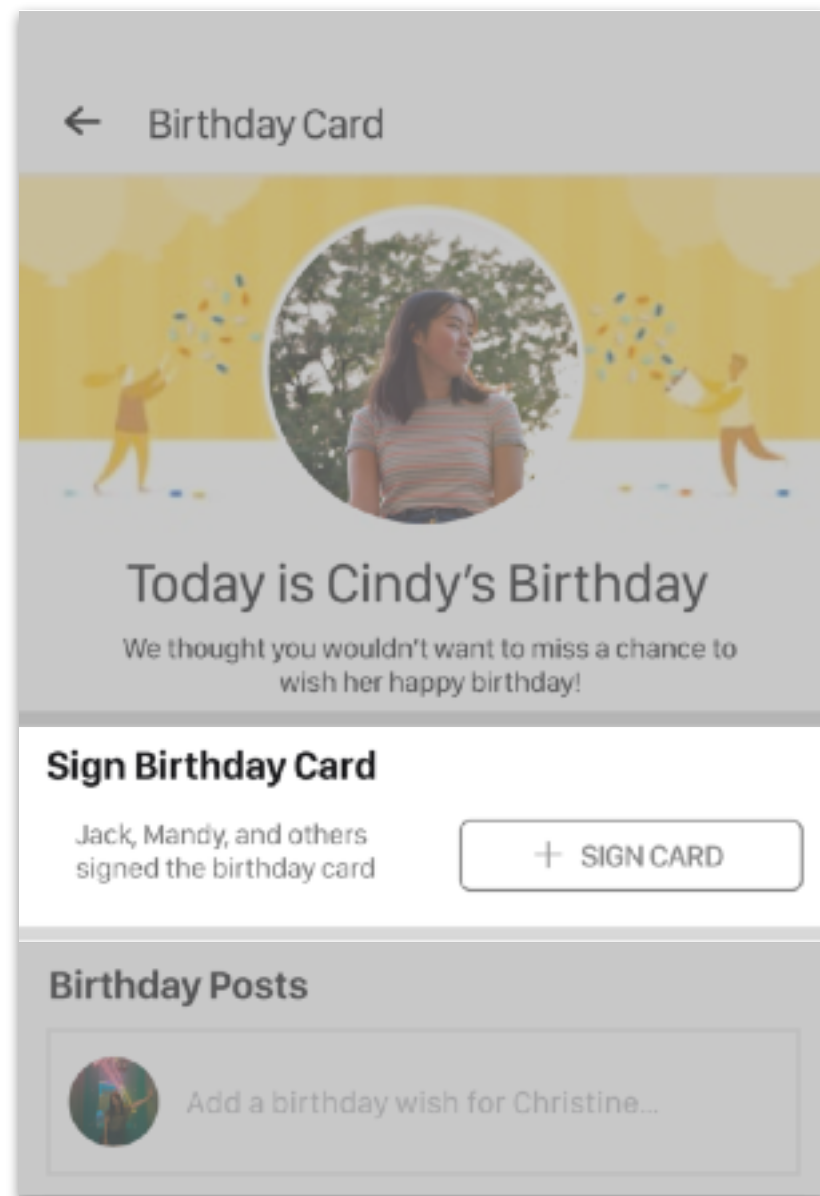 Birthday Card
Today is Cindy's Birthday
We thought you wouldn't want to miss a chance to
wish her happy birthday!
Sign Birthday Card
Jack, Mandy, and others
signed the birthday card
+ SIGN CARD
Birthday Posts
Add a birthday wish for Christine...